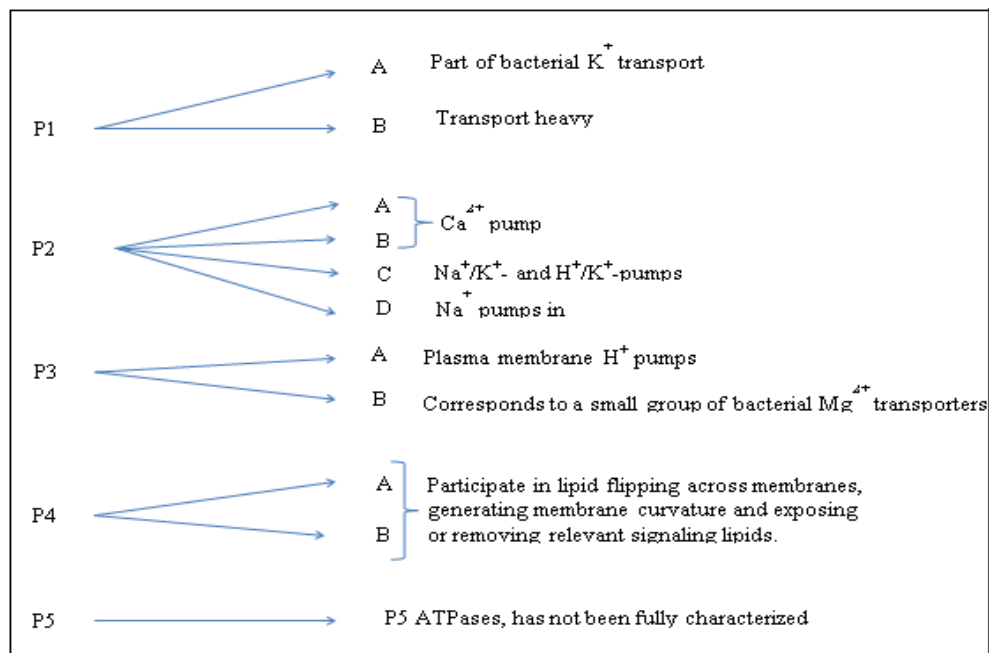 P1
A Part of bacterial K⁺ transport
B Transport heavy
P2
A
B
Ca²⁺ pump
C Na⁺/K⁺- and H⁺/K⁺-pumps
D Na⁺ pumps in
P3
A Plasma membrane H⁺ pumps
B Corresponds to a small group of bacterial Mg²⁺ transporters
P4
A
B
Participate in lipid flipping across membranes,
generating membrane curvature and exposing
or removing relevant signaling lipids.
P5 P5 ATPases, has not been fully characterized